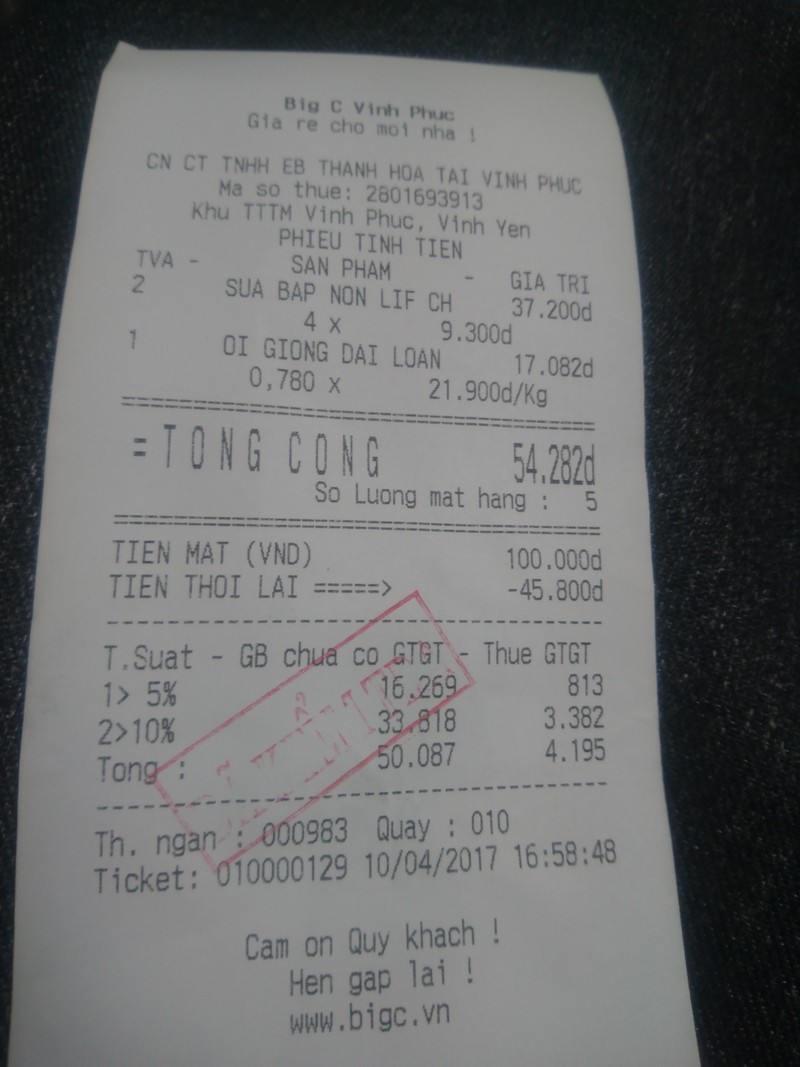 Big C Vinh Phuc
Gia re cho moi nha !
CN CT TNHH EB THANH HOA TAI VINH PHUC
Ma so thue: 2801693913
Khu TTTM Vinh Phuc, Vinh Yen
PHIEU TINH TIEN
TVA - SAN PHAM - GIA TRI
2 SUA BAP NON LIF CH 37.200d
4 x 9.300d
1 OI GIONG DAI LOAN 17.082d
0,780 x 21.900d/Kg
=TONG CONG 54.282d
So Luong mat hang : 5
TIEN MAT (VND) 100.000d
TIEN THOI LAI =====> -45.800d
T.Suat - GB chua co GTGT - Thue GTGT
1> 5% 16.269 813
2>10% 33.818 3.382
Tong : 50.087 4.195
Th. ngan : 000983 Quay : 010
Ticket: 010000129 10/04/2017 16:58:48
Cam on Quy khach !
Hen gap lai !
www.bigc.vn